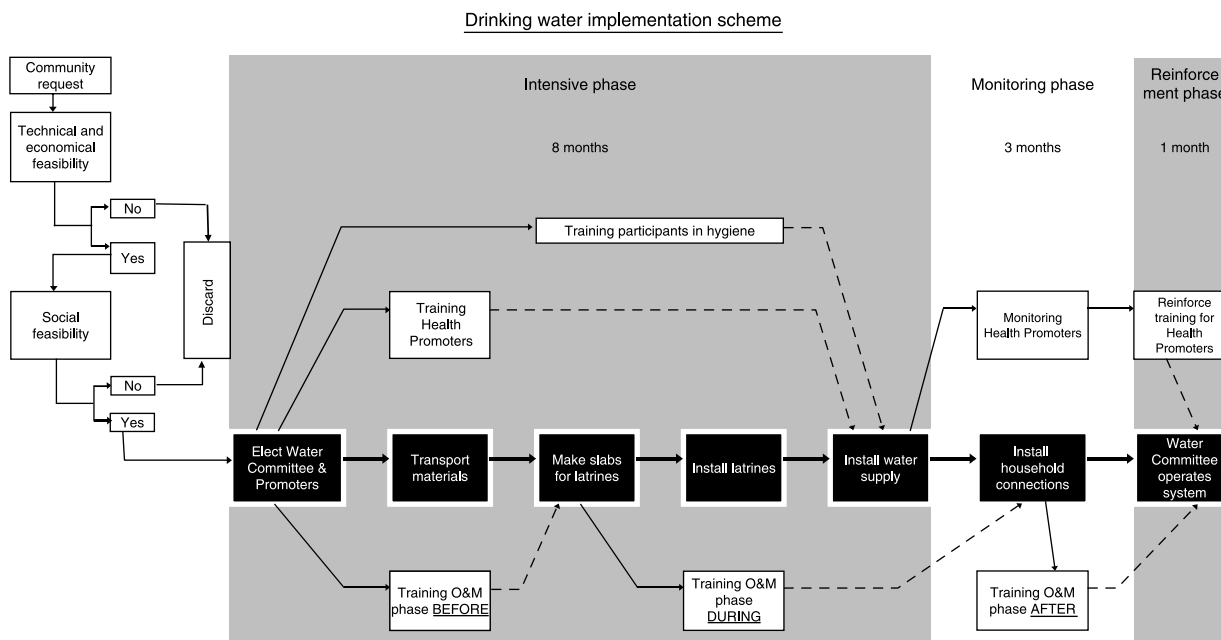 Drinking water implementation scheme
Community
request
Technical and
economical
feasibility
No
Yes
Social
feasibility
No
Yes
Discard
Intensive phase
8 months
Monitoring phase
3 months
Reinforce
ment phase
1 month
Training participants in hygiene
Training
Health
Promoters
Monitoring
Health Promoters
Reinforce
training for
Health
Promoters
Elect Water
Committee &
Promoters
Transport
materials
Make slabs
for latrines
Install latrines
Install water
supply
Install
household
connections
Water
Committee
operates
system
Training O&M
phase BEFORE
Training O&M
phase
DURING
Training O&M
phase AFTER